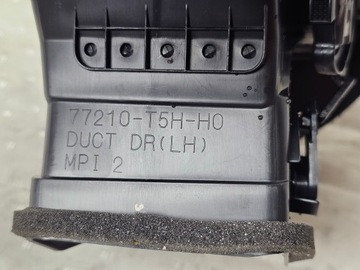 77210-T5H-H0
DUCT DR(LH)
MPI 2